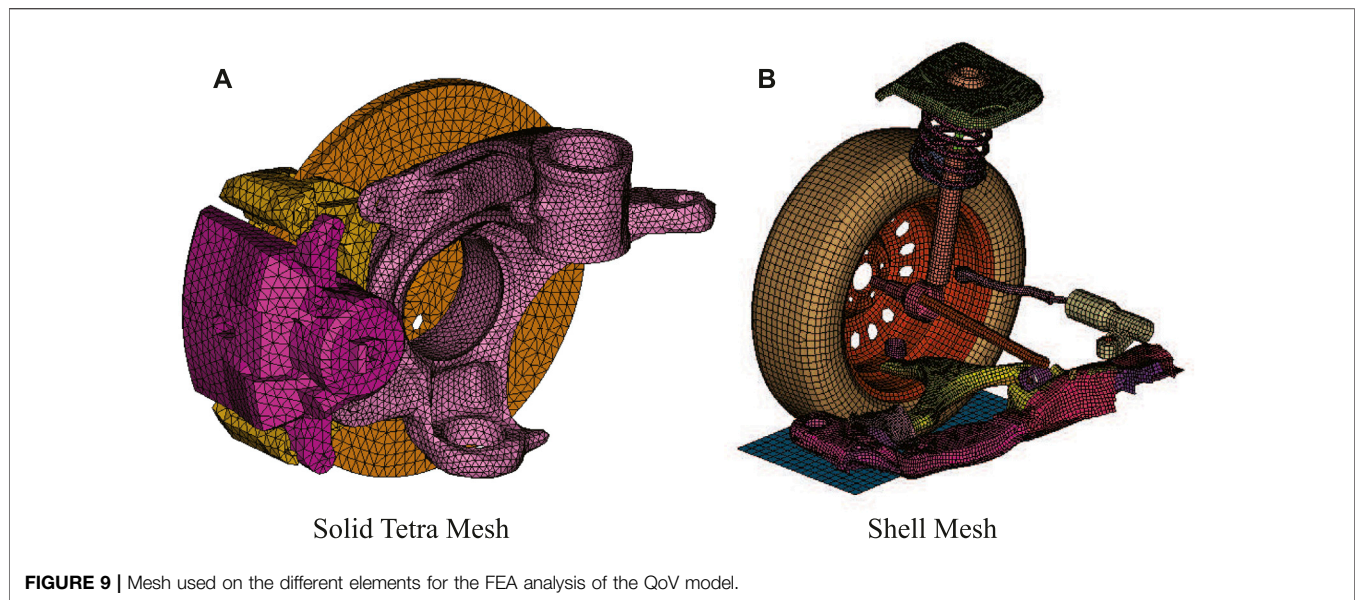 A
B
Solid Tetra Mesh
Shell Mesh
FIGURE 9 | Mesh used on the different elements for the FEA analysis of the QoV model.